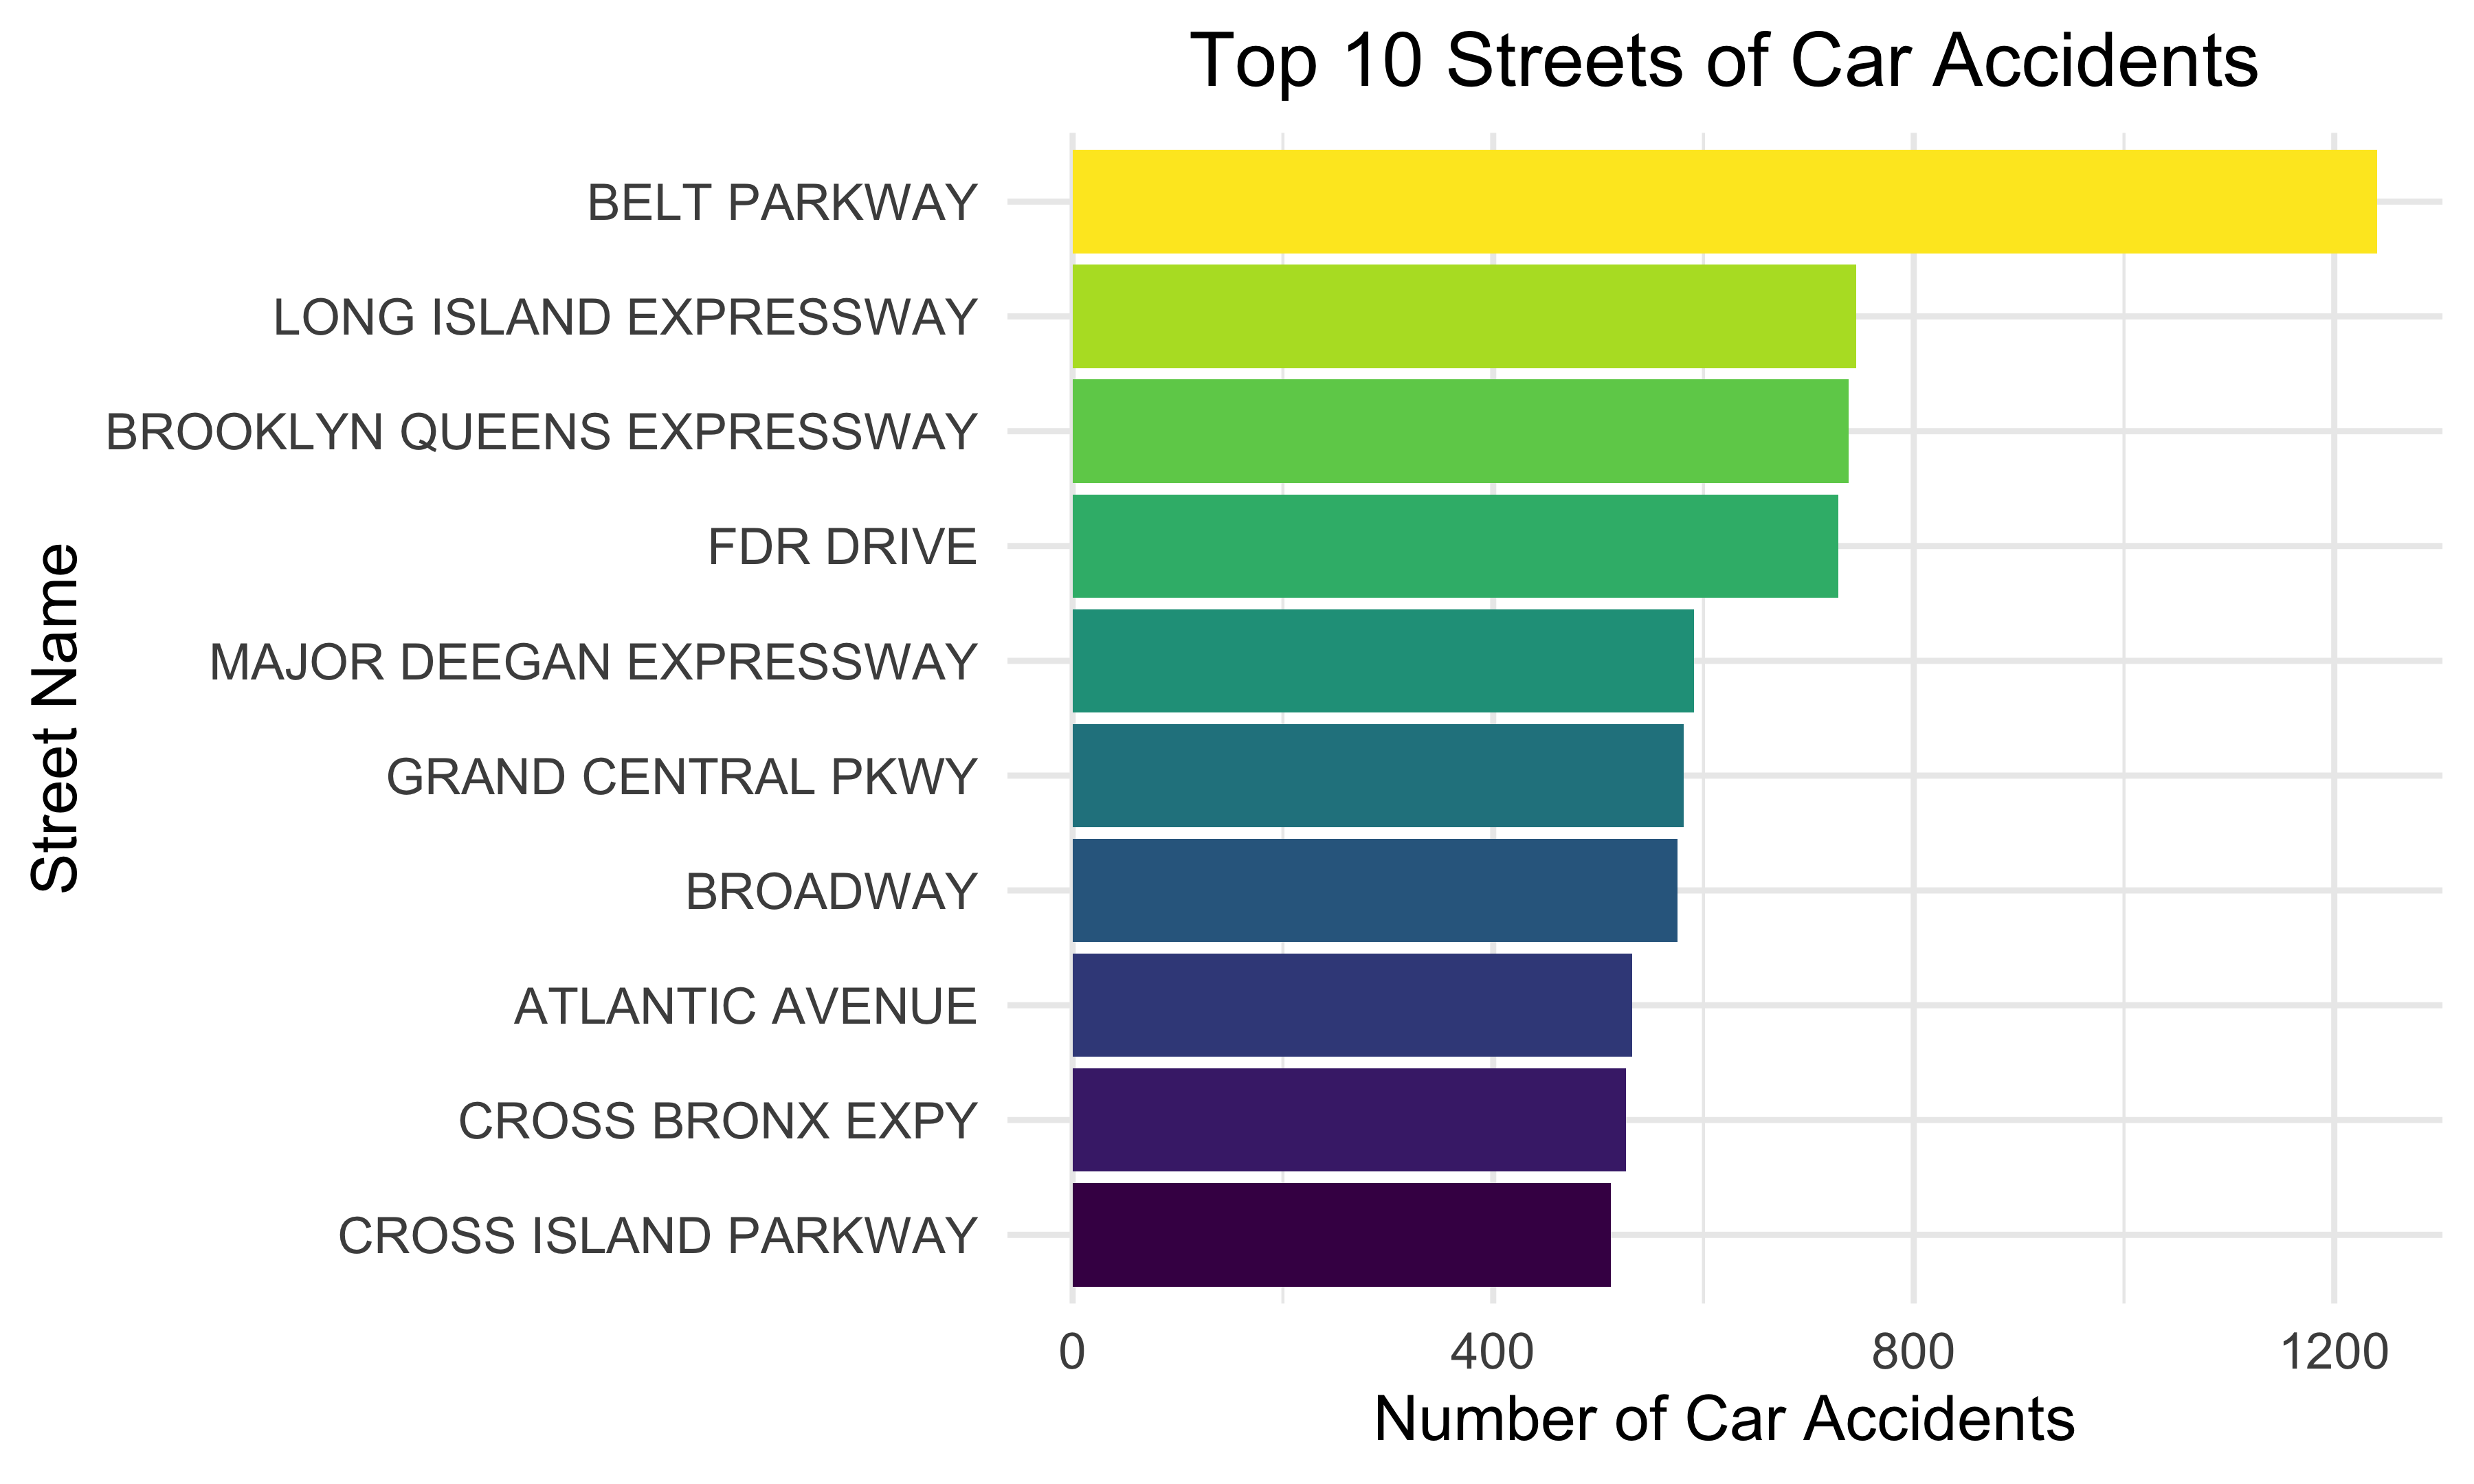 Top 10 Streets of Car Accidents
Street Name
BELT PARKWAY
LONG ISLAND EXPRESSWAY
BROOKLYN QUEENS EXPRESSWAY
FDR DRIVE
MAJOR DEEGAN EXPRESSWAY
GRAND CENTRAL PKWY
BROADWAY
ATLANTIC AVENUE
CROSS BRONX EXPY
CROSS ISLAND PARKWAY
0 400 800 1200
Number of Car Accidents